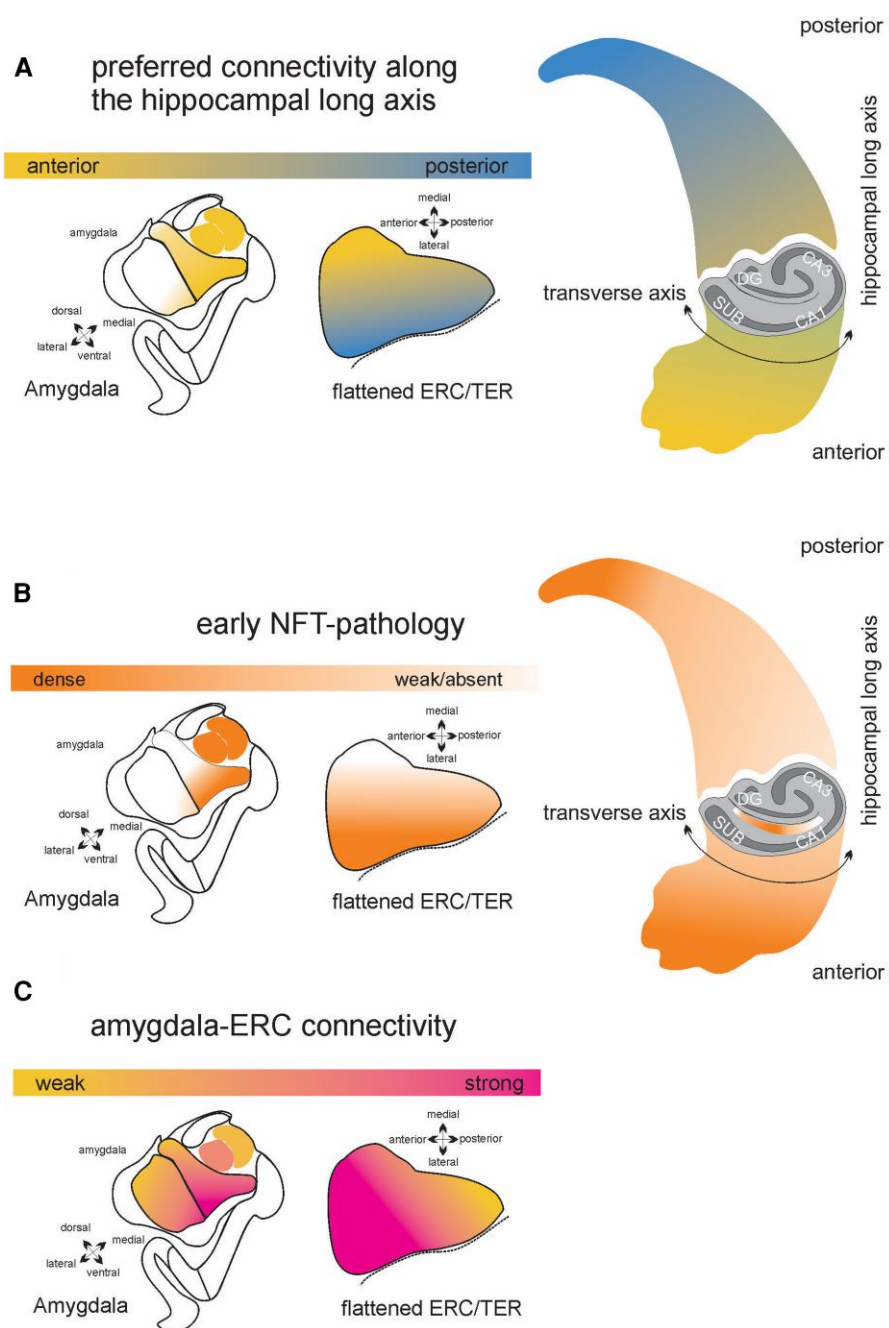 posterior
A
preferred connectivity along
the hippocampal long axis
anterior
posterior
amygdala
dorsal
medial
lateral
ventral
Amygdala
medial
anterior
posterior
lateral
flattened ERC/TER
transverse axis
DG
CA3
SUB
CA1
hippocampal long axis
anterior
posterior
B
early NFT-pathology
dense
weak/absent
amygdala
dorsal
medial
lateral
ventral
Amygdala
medial
anterior
posterior
lateral
flattened ERC/TER
transverse axis
DG
CA3
SUB
CA1
hippocampal long axis
anterior
C
amygdala-ERC connectivity
weak
strong
amygdala
dorsal
medial
lateral
ventral
Amygdala
medial
anterior
posterior
lateral
flattened ERC/TER